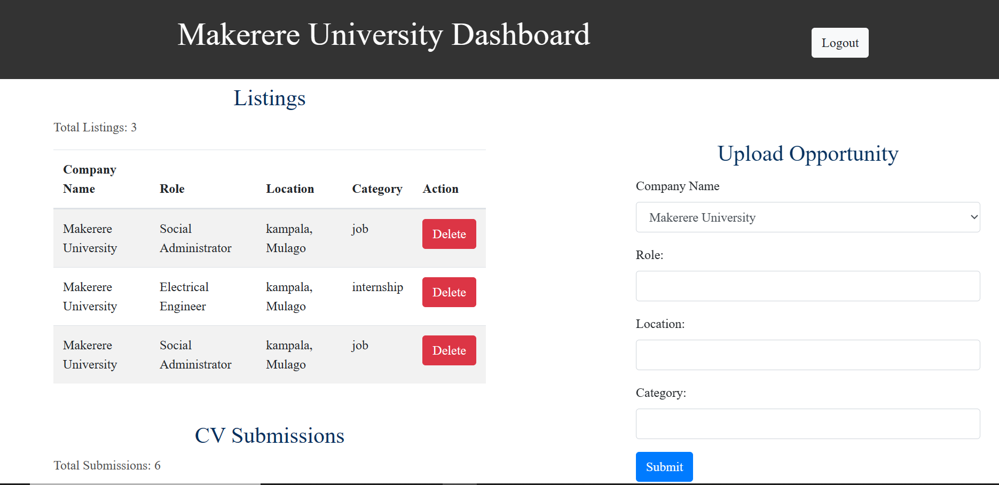 Makerere University Dashboard
Logout
Listings
Total Listings: 3
Company Name Role Location Category Action
Makerere University Social Administrator kampala, Mulago job Delete
Makerere University Electrical Engineer kampala, Mulago internship Delete
Makerere University Social Administrator kampala, Mulago job Delete
CV Submissions
Total Submissions: 6
Upload Opportunity
Company Name
Makerere University
Role:
Location:
Category:
Submit